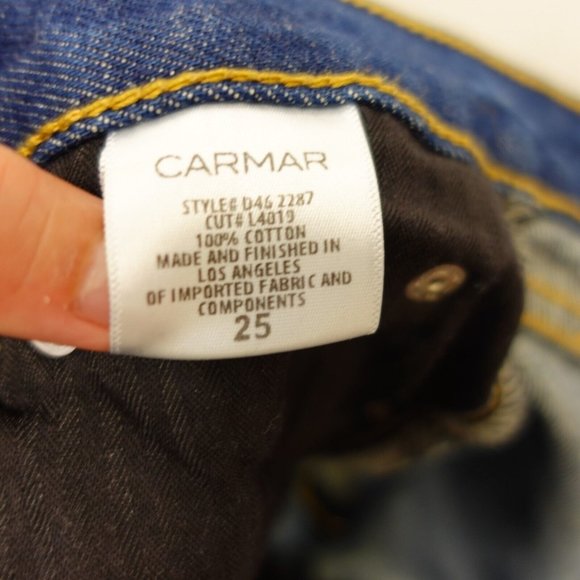 CARMAR
STYLE# D46 2287
CUT# L4019
100% COTTON
MADE AND FINISHED IN
LOS ANGELES
OF IMPORTED FABRIC AND
COMPONENTS
25